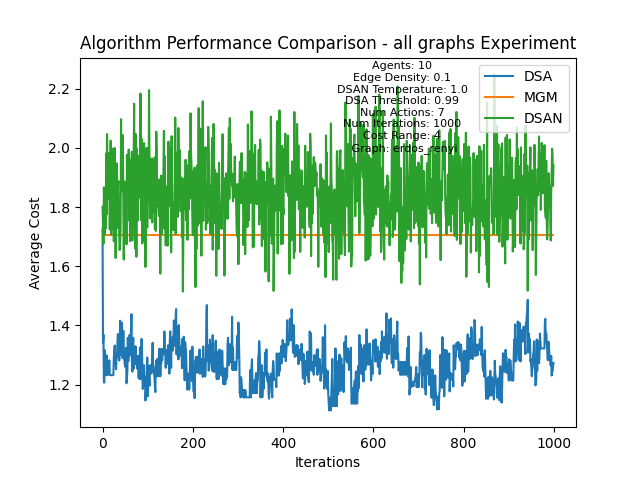 Algorithm Performance Comparison - all graphs Experiment
Agents: 10
Edge Density: 0.1
DSAN Temperature: 1.0
DSA Threshold: 0.99
Num Actions: 7
Num Iterations: 1000
Cost Range: 4
Graph: erdos_renyi
DSA
MGM
DSAN
Average Cost
2.2
2.0
1.8
1.6
1.4
1.2
0
200
400
600
800
1000
Iterations